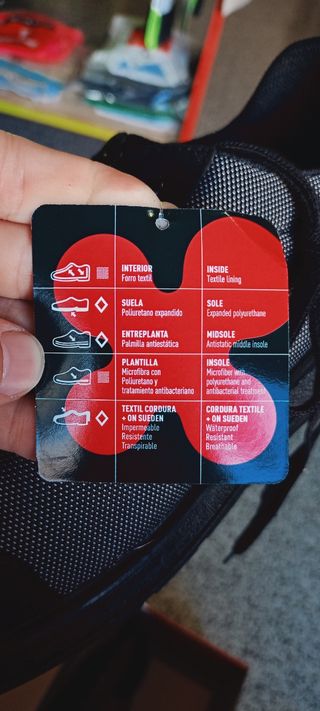 INTERIOR
Forro textil
INSIDE
Textile lining
SUELA
Poliuretano expandido
SOLE
Expanded polyurethane
ENTREPLANTA
Palmilla antiestática
MIDSOLE
Antistatic middle insole
PLANTILLA
Microfibra con
Poliuretano y
tratamiento antibacteriano
INSOLE
Microfiber with
polyurethane and
antibacterial treatment
TEXTIL CORDURA
+ ON SUEDEN
Impermeable
Resistente
Transpirable
CORDURA TEXTILE
+ ON SUEDEN
Waterproof
Resistant
Breathable